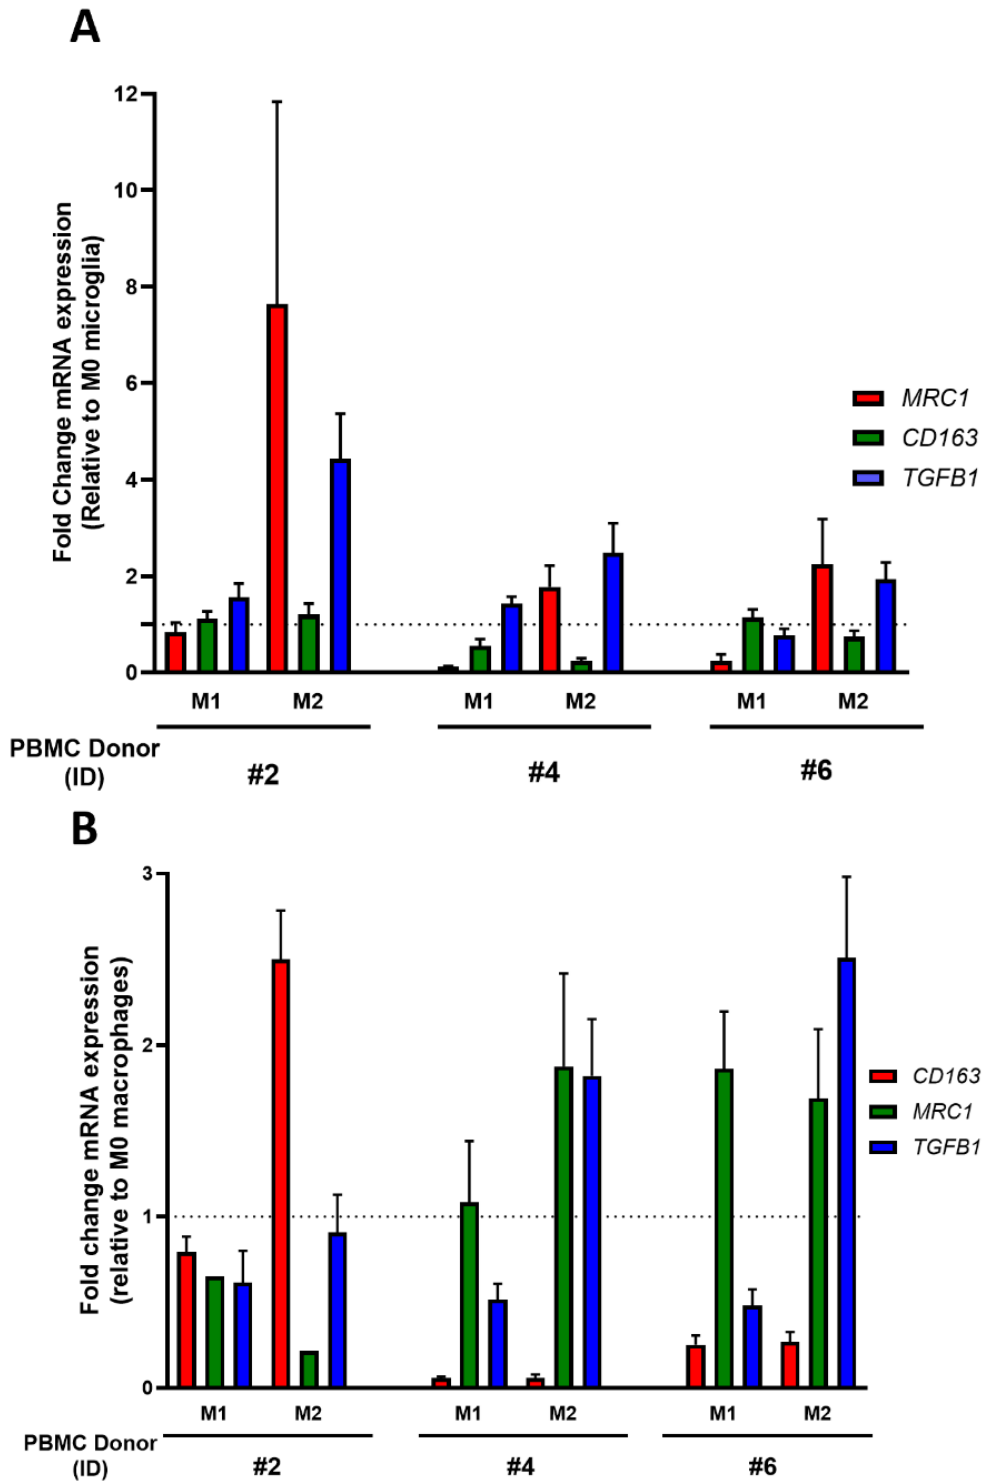 A
Fold Change mRNA expression
(Relative to M0 microglia)
12
10
8
6
4
2
0
MRC1
CD163
TGFB1
M1 M2 M1 M2 M1 M2
PBMC Donor
(ID)
#2 #4 #6
B
Fold change mRNA expression
(relative to M0 macrophages)
3
2
1
0
CD163
MRC1
TGFB1
M1 M2 M1 M2 M1 M2
PBMC Donor
(ID)
#2 #4 #6